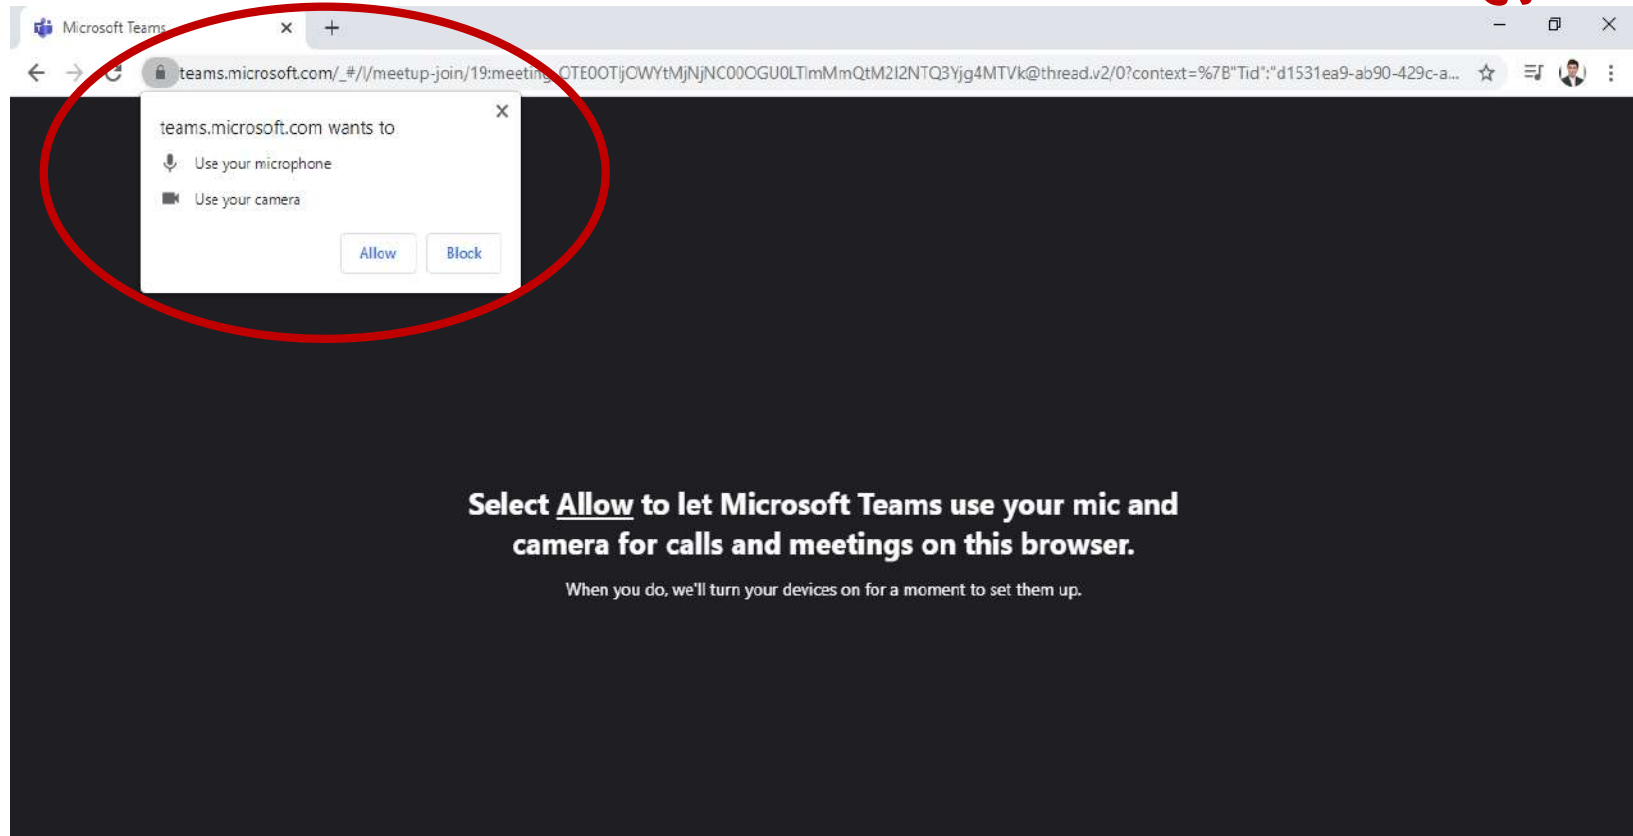 Microsoft Teams
teams.microsoft.com/_#/l/meetup-join/19:meeting_OTE0OTljOWYtMjNjNC00OGU0LTlmMmQtM2I2NTQ3Yjg4MTVk@thread.v2/0?context=%7B"Tid":"d1531ea9-ab90-429c-a...
teams.microsoft.com wants to
Use your microphone
Use your camera
Allow
Block
Select Allow to let Microsoft Teams use your mic and
camera for calls and meetings on this browser.
When you do, we'll turn your devices on for a moment to set them up.